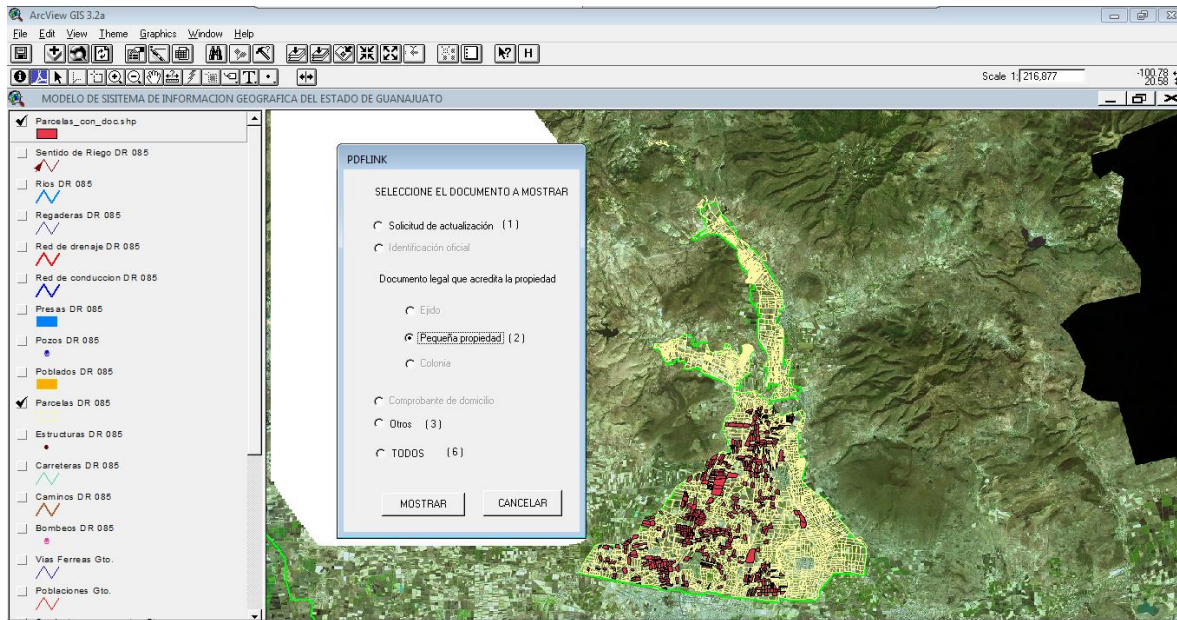 ArcView GIS 3.2a
File Edit View Theme Graphics Window Help
Scale 1: 216,877
-100.78
20.58
MODELO DE SISITEMA DE INFORMACION GEOGRAFICA DEL ESTADO DE GUANAJUATO
Parcelas_con_doc.shp
Sentido de Riego DR 085
Rios DR 085
Regaderas DR 085
Red de drenaje DR 085
Red de conduccion DR 085
Presas DR 085
Pozos DR 085
Poblados DR 085
Parcelas DR 085
Estructuras DR 085
Carreteras DR 085
Caminos DR 085
Bombeos DR 085
Vias Ferreas Gto.
Poblaciones Gto.
PDFLINK
SELECCIONE EL DOCUMENTO A MOSTRAR
Solicitud de actualización (1)
Identificación oficial
Documento legal que acredita la propiedad
Ejido
Pequeña propiedad (2)
Colonia
Comprobante de domicilio
Otros (3)
TODOS (6)
MOSTRAR CANCELAR